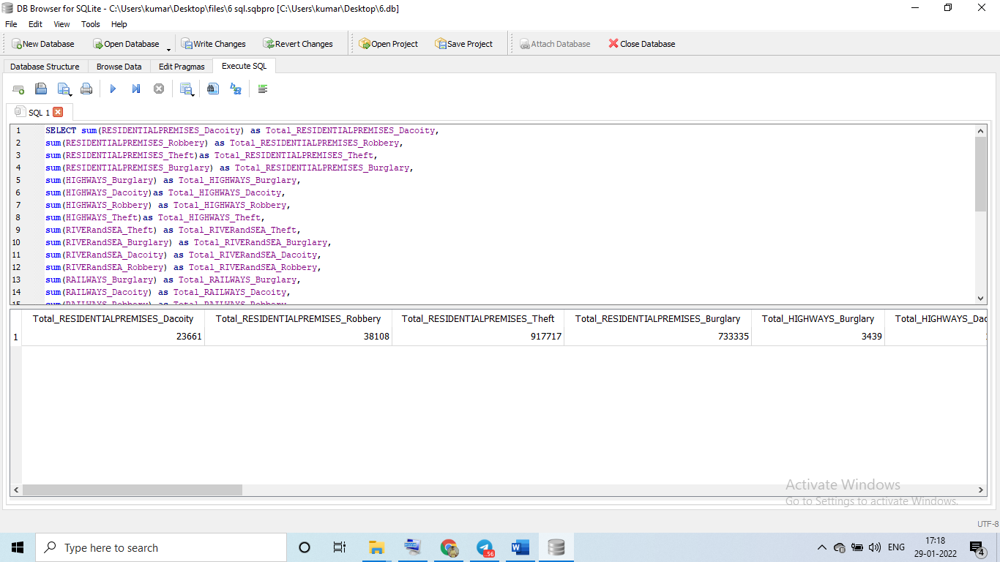 DB Browser for SQLite - C:\Users\kumar\Desktop\files\6 sql.sqbpro [C:\Users\kumar\Desktop\6.db]
File Edit View Tools Help
New Database Open Database Write Changes Revert Changes Open Project Save Project Attach Database Close Database
Database Structure Browse Data Edit Pragmas Execute SQL
SQL 1
1 SELECT sum(RESIDENTIALPREMISES_Dacoity) as Total_RESIDENTIALPREMISES_Dacoity,
2 sum(RESIDENTIALPREMISES_Robbery) as Total_RESIDENTIALPREMISES_Robbery,
3 sum(RESIDENTIALPREMISES_Theft)as Total_RESIDENTIALPREMISES_Theft,
4 sum(RESIDENTIALPREMISES_Burglary) as Total_RESIDENTIALPREMISES_Burglary,
5 sum(HIGHWAYS_Burglary) as Total_HIGHWAYS_Burglary,
6 sum(HIGHWAYS_Dacoity)as Total_HIGHWAYS_Dacoity,
7 sum(HIGHWAYS_Robbery) as Total_HIGHWAYS_Robbery,
8 sum(HIGHWAYS_Theft)as Total_HIGHWAYS_Theft,
9 sum(RIVERandSEA_Theft) as Total_RIVERandSEA_Theft,
10 sum(RIVERandSEA_Burglary) as Total_RIVERandSEA_Burglary,
11 sum(RIVERandSEA_Dacoity) as Total_RIVERandSEA_Dacoity,
12 sum(RIVERandSEA_Robbery) as Total_RIVERandSEA_Robbery,
13 sum(RAILWAYS_Burglary) as Total_RAILWAYS_Burglary,
14 sum(RAILWAYS_Dacoity) as Total_RAILWAYS_Dacoity,
15 sum(RAILWAYS_Robbery) as Total_RAILWAYS_Robbery
Total_RESIDENTIALPREMISES_Dacoity Total_RESIDENTIALPREMISES_Robbery Total_RESIDENTIALPREMISES_Theft Total_RESIDENTIALPREMISES_Burglary Total_HIGHWAYS_Burglary Total_HIGHWAYS_Dac
1 23661 38108 917717 733335 3439
Activate Windows
Go to Settings to activate Windows.
UTF-8
Type here to search
.56
ENG
17:18
29-01-2022
4